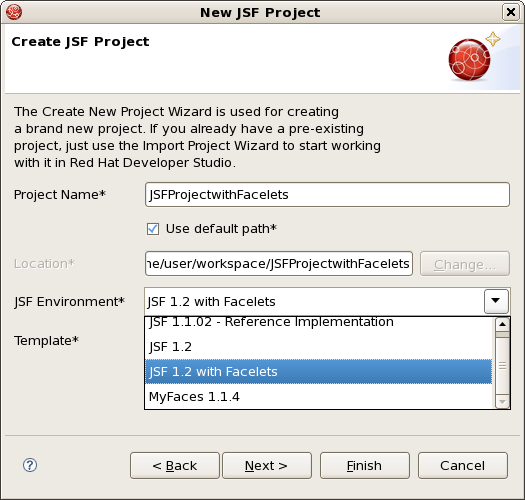 New JSF Project
Create JSF Project
The Create New Project Wizard is used for creating
a brand new project. If you already have a pre-existing
project, just use the Import Project Wizard to start working
with it in Red Hat Developer Studio.
Project Name*
JSFProjectwithFacelets
Use default path*
Location*
ne/user/workspace/JSFProjectwithFacelets
Change...
JSF Environment*
JSF 1.2 with Facelets
JSF 1.1.02 - Reference Implementation
Template*
JSF 1.2
JSF 1.2 with Facelets
MyFaces 1.1.4
?
< Back
Next >
Finish
Cancel